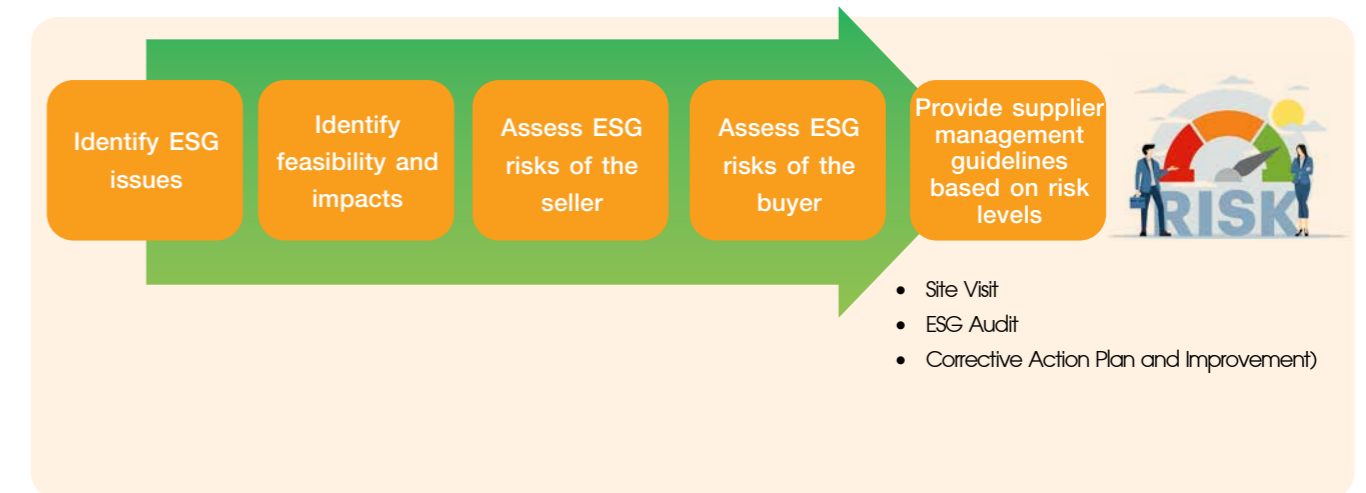 Identify ESG
issues
Identify
feasibility and
impacts
Assess ESG
risks of the
seller
Assess ESG
risks of the
buyer
Provide supplier
management
guidelines
based on risk
levels
RISK
• Site Visit
• ESG Audit
• Corrective Action Plan and Improvement)